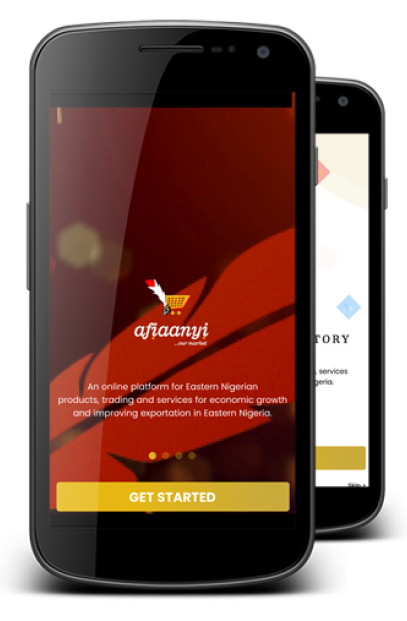 afịaanyị
...our market
An online platform for Eastern Nigerian
products, trading and services for economic growth
and improving exportation in Eastern Nigeria.
GET STARTED
TORY
, services
geria.
Skip >